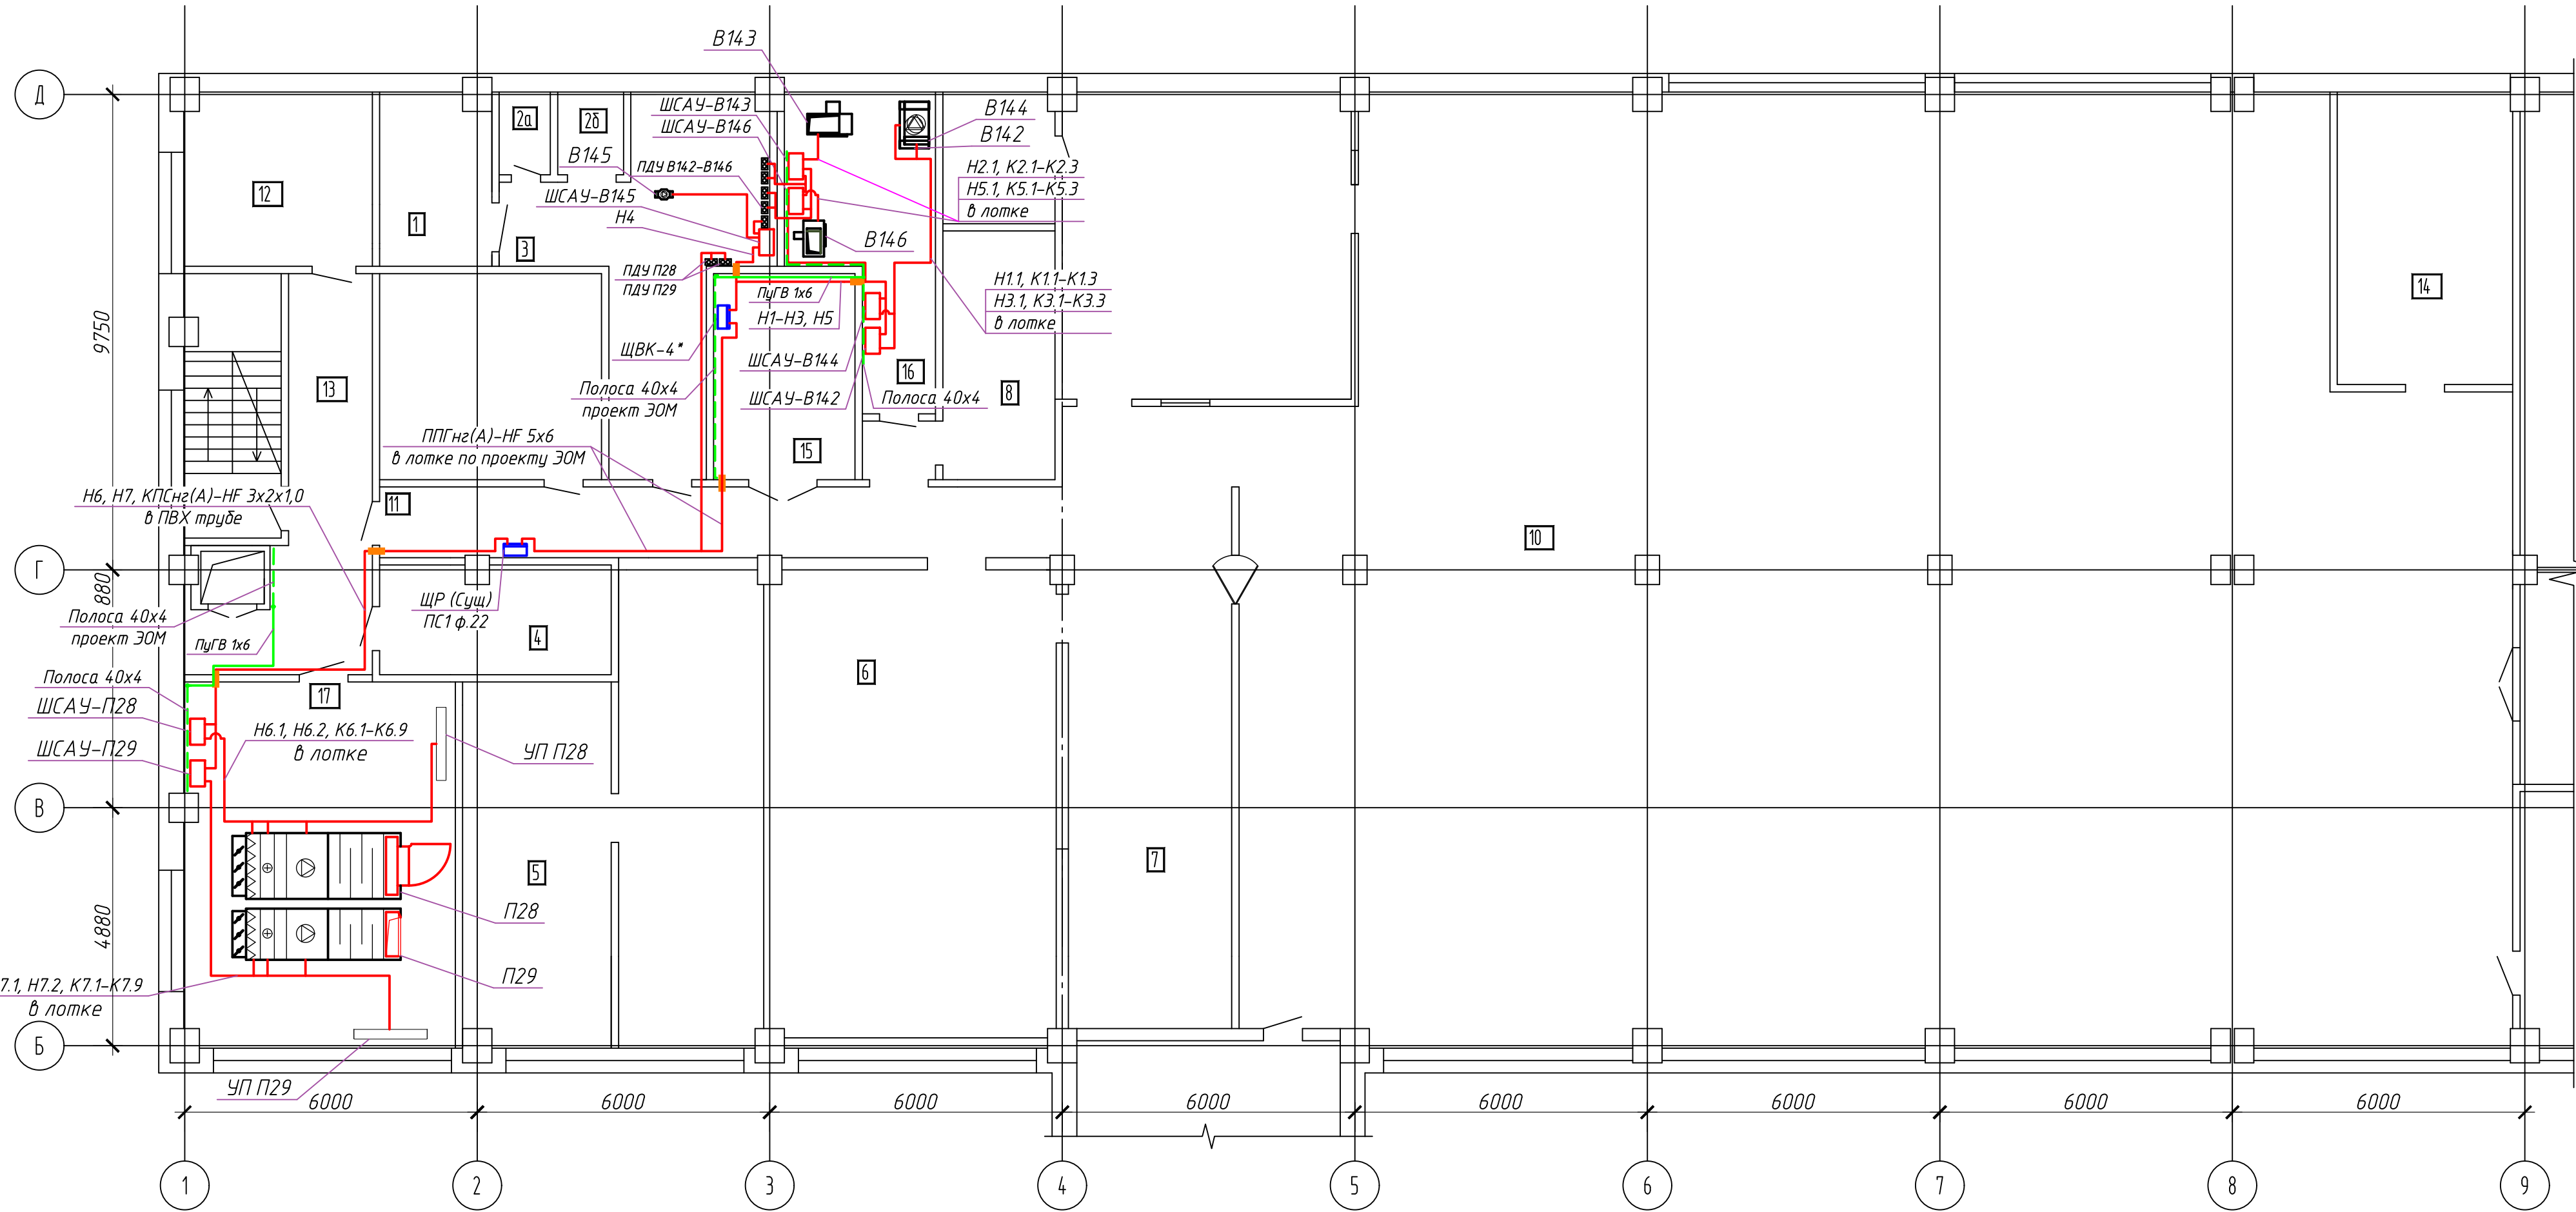 В143
Д
ШСАУ-В143
ШСАУ-В146
В144
В142
2а
2б
В145
ПДУ В142-В146
Н2.1, К2.1-К2.3
Н5.1, К5.1-К5.3
в лотке
12
ШСАУ-В145
Н4
1
3
В146
ПДУ П28
ПДУ П29
ПуГВ 1х6
Н1-Н3, Н5
Н1.1, К1.1-К1.3
Н3.1, К3.1-К3.3
в лотке
14
9750
ЩВК-4*
ШСАУ-В144
16
13
Полоса 40х4
проект ЭОМ
ШСАУ-В142
Полоса 40х4
8
ППГнг(А)-HF 5х6
в лотке по проекту ЭОМ
15
Н6, Н7, КПСнг(А)-HF 3х2х1,0
в ПВХ трубе
11
10
Г
880
ЩР (Сущ)
ПС1 ф.22
Полоса 40х4
проект ЭОМ
ПуГВ 1х6
4
6
Полоса 40х4
ШСАУ-П28
ШСАУ-П29
17
Н6.1, Н6.2, К6.1-К6.9
в лотке
УП П28
В
7
5
4880
П28
П29
7.1, Н7.2, К7.1-К7.9
в лотке
Б
УП П29
6000
6000
6000
6000
6000
6000
6000
6000
1
2
3
4
5
6
7
8
9